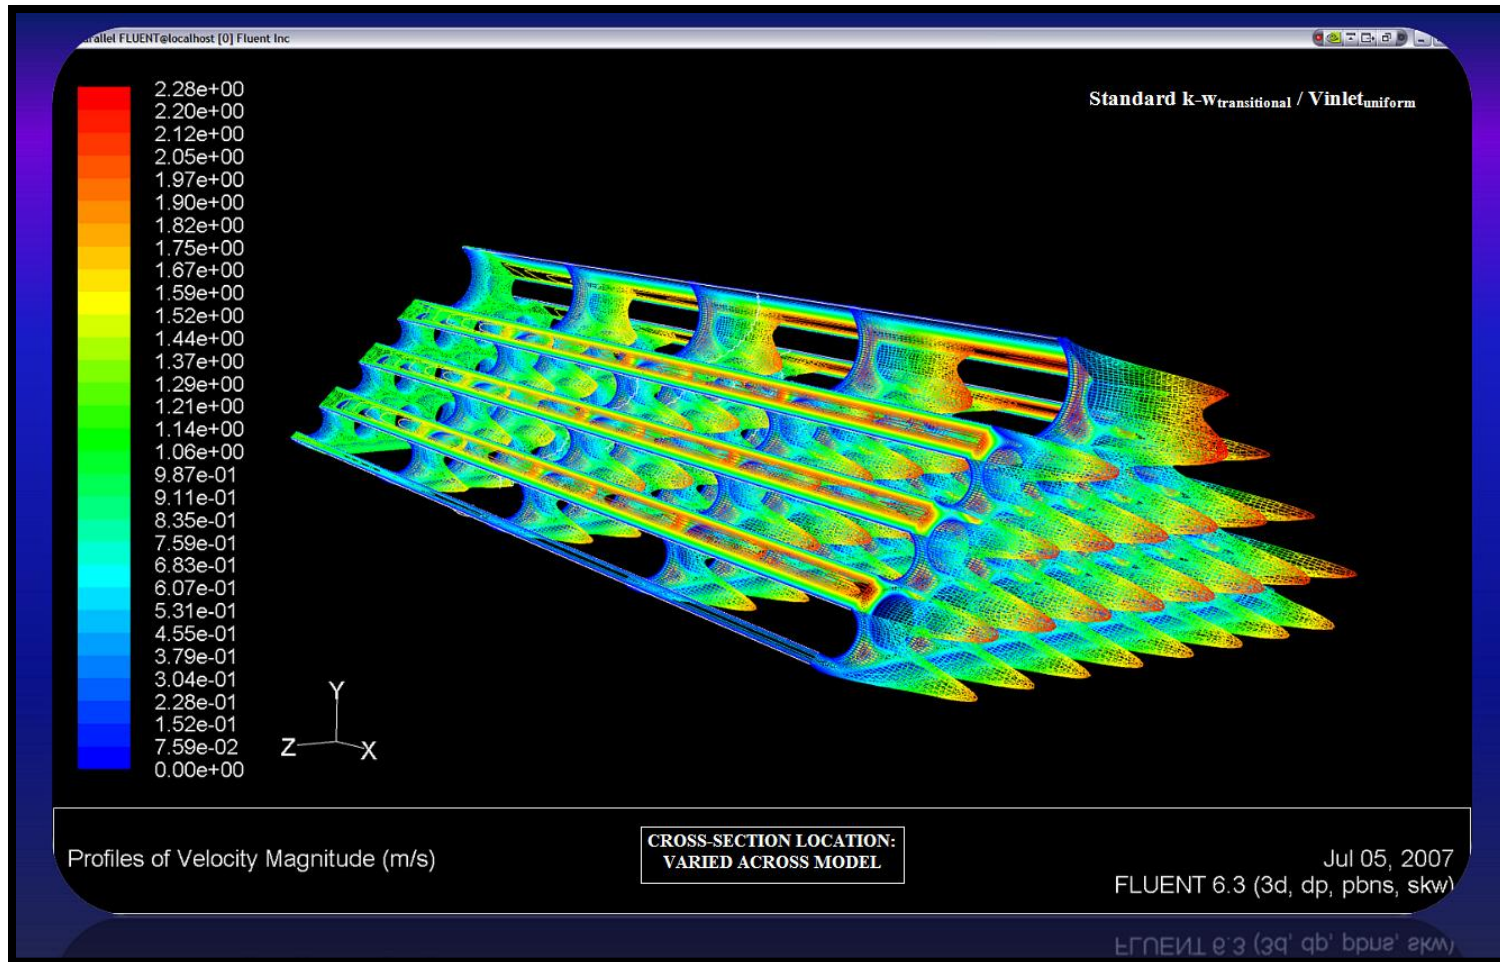 arallel FLUENT@localhost [0] Fluent Inc
Standard k-wtransitional / Vinletuniform
2.28e+00
2.20e+00
2.12e+00
2.05e+00
1.97e+00
1.90e+00
1.82e+00
1.75e+00
1.67e+00
1.59e+00
1.52e+00
1.44e+00
1.37e+00
1.29e+00
1.21e+00
1.14e+00
1.06e+00
9.87e-01
9.11e-01
8.35e-01
7.59e-01
6.83e-01
6.07e-01
5.31e-01
4.55e-01
3.79e-01
3.04e-01
2.28e-01
1.52e-01
7.59e-02
0.00e+00
Y
Z
X
Profiles of Velocity Magnitude (m/s)
CROSS-SECTION LOCATION:
VARIED ACROSS MODEL
Jul 05, 2007
FLUENT 6.3 (3d, dp, pbns, skw)